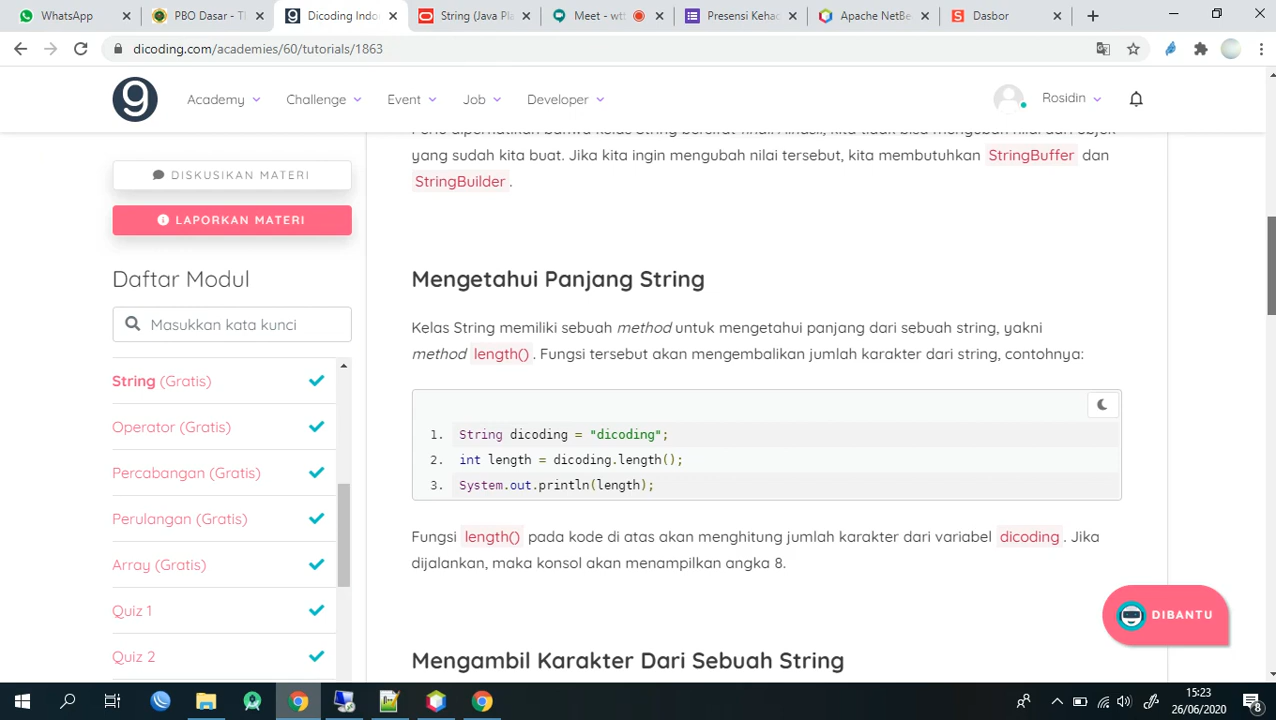 WhatsApp
PBO Dasar - Th
Dicoding Indo
String (Java Pla
Meet - wtt
Presensi Kehad
Apache NetBe
Dasbor
dicoding.com/academies/60/tutorials/1863
Academy
Challenge
Event
Job
Developer
Rosidin
yang sudah kita buat. Jika kita ingin mengubah nilai tersebut, kita membutuhkan StringBuffer dan
StringBuilder .
DISKUSIKAN MATERI
LAPORKAN MATERI
Daftar Modul
Masukkan kata kunci
String (Gratis)
Operator (Gratis)
Percabangan (Gratis)
Perulangan (Gratis)
Array (Gratis)
Quiz 1
Quiz 2
Mengetahui Panjang String
Kelas String memiliki sebuah method untuk mengetahui panjang dari sebuah string, yakni
method length() . Fungsi tersebut akan mengembalikan jumlah karakter dari string, contohnya:
1. String dicoding = "dicoding";
2. int length = dicoding.length();
3. System.out.println(length);
Fungsi length() pada kode di atas akan menghitung jumlah karakter dari variabel dicoding . Jika
dijalankan, maka konsol akan menampilkan angka 8.
DIBANTU
Mengambil Karakter Dari Sebuah String
15:23
26/06/2020
8